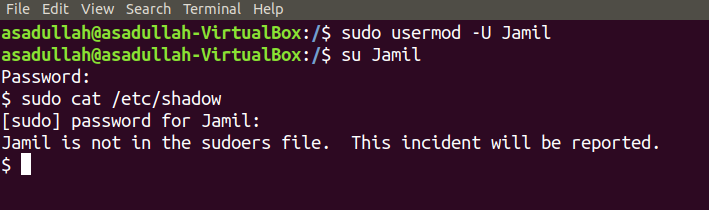 File Edit View Search Terminal Help
asadullah@asadullah-VirtualBox:/$ sudo usermod -U Jamil
asadullah@asadullah-VirtualBox:/$ su Jamil
Password:
$ sudo cat /etc/shadow
[sudo] password for Jamil:
Jamil is not in the sudoers file.  This incident will be reported.
$